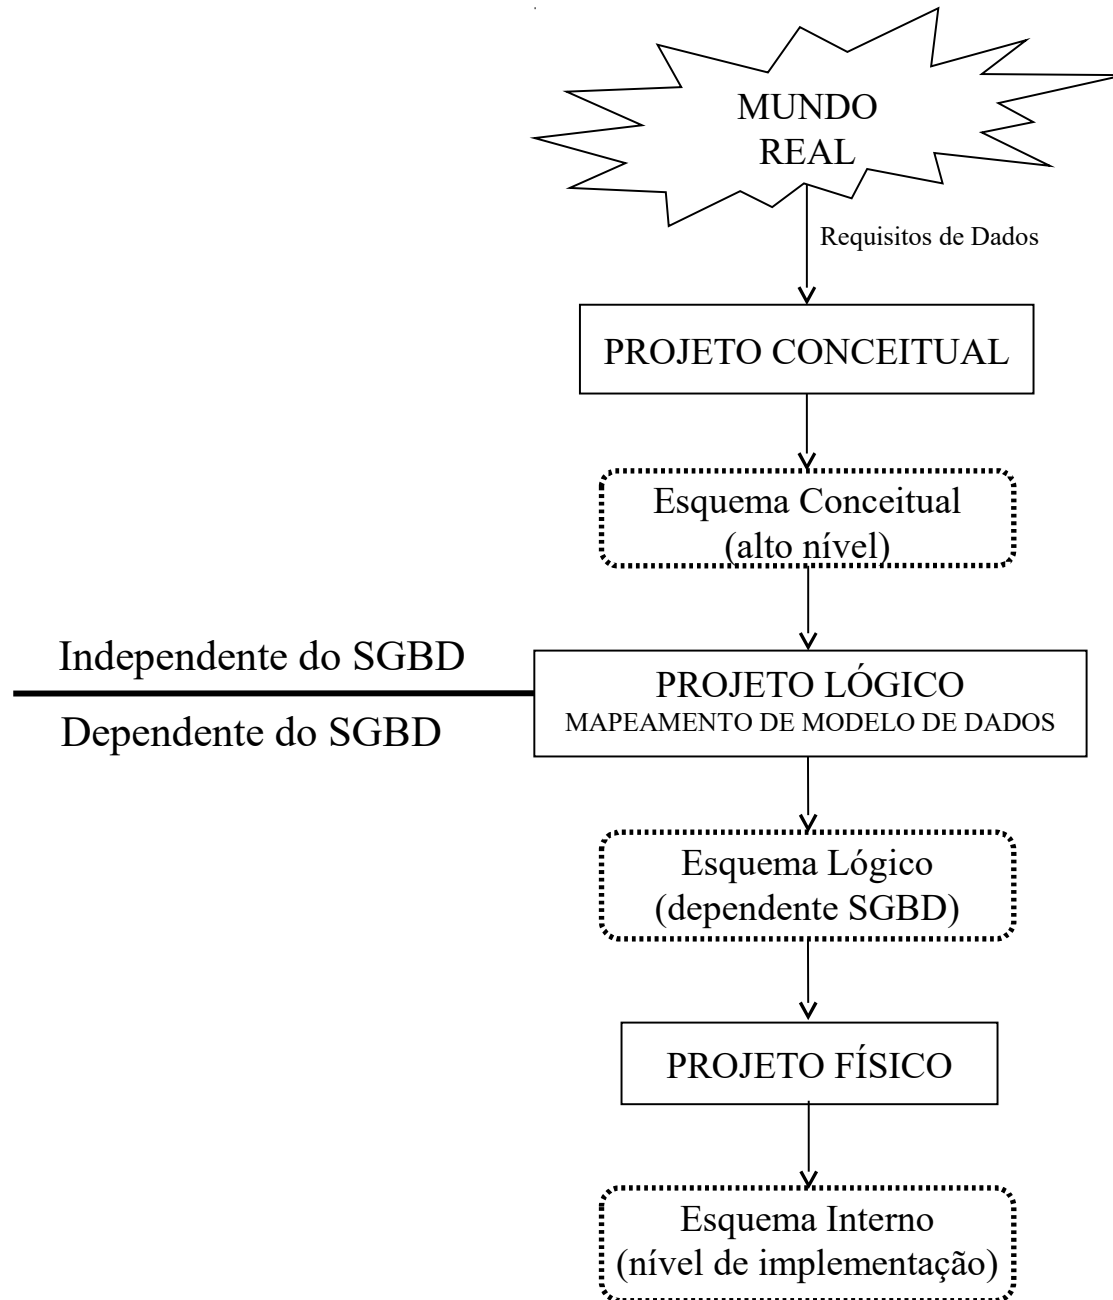 MUNDO
REAL
Requisitos de Dados
PROJETO CONCEITUAL
Esquema Conceitual
(alto nível)
Independente do SGBD
Dependente do SGBD
PROJETO LÓGICO
MAPEAMENTO DE MODELO DE DADOS
Esquema Lógico
(dependente SGBD)
PROJETO FÍSICO
Esquema Interno
(nível de implementação)